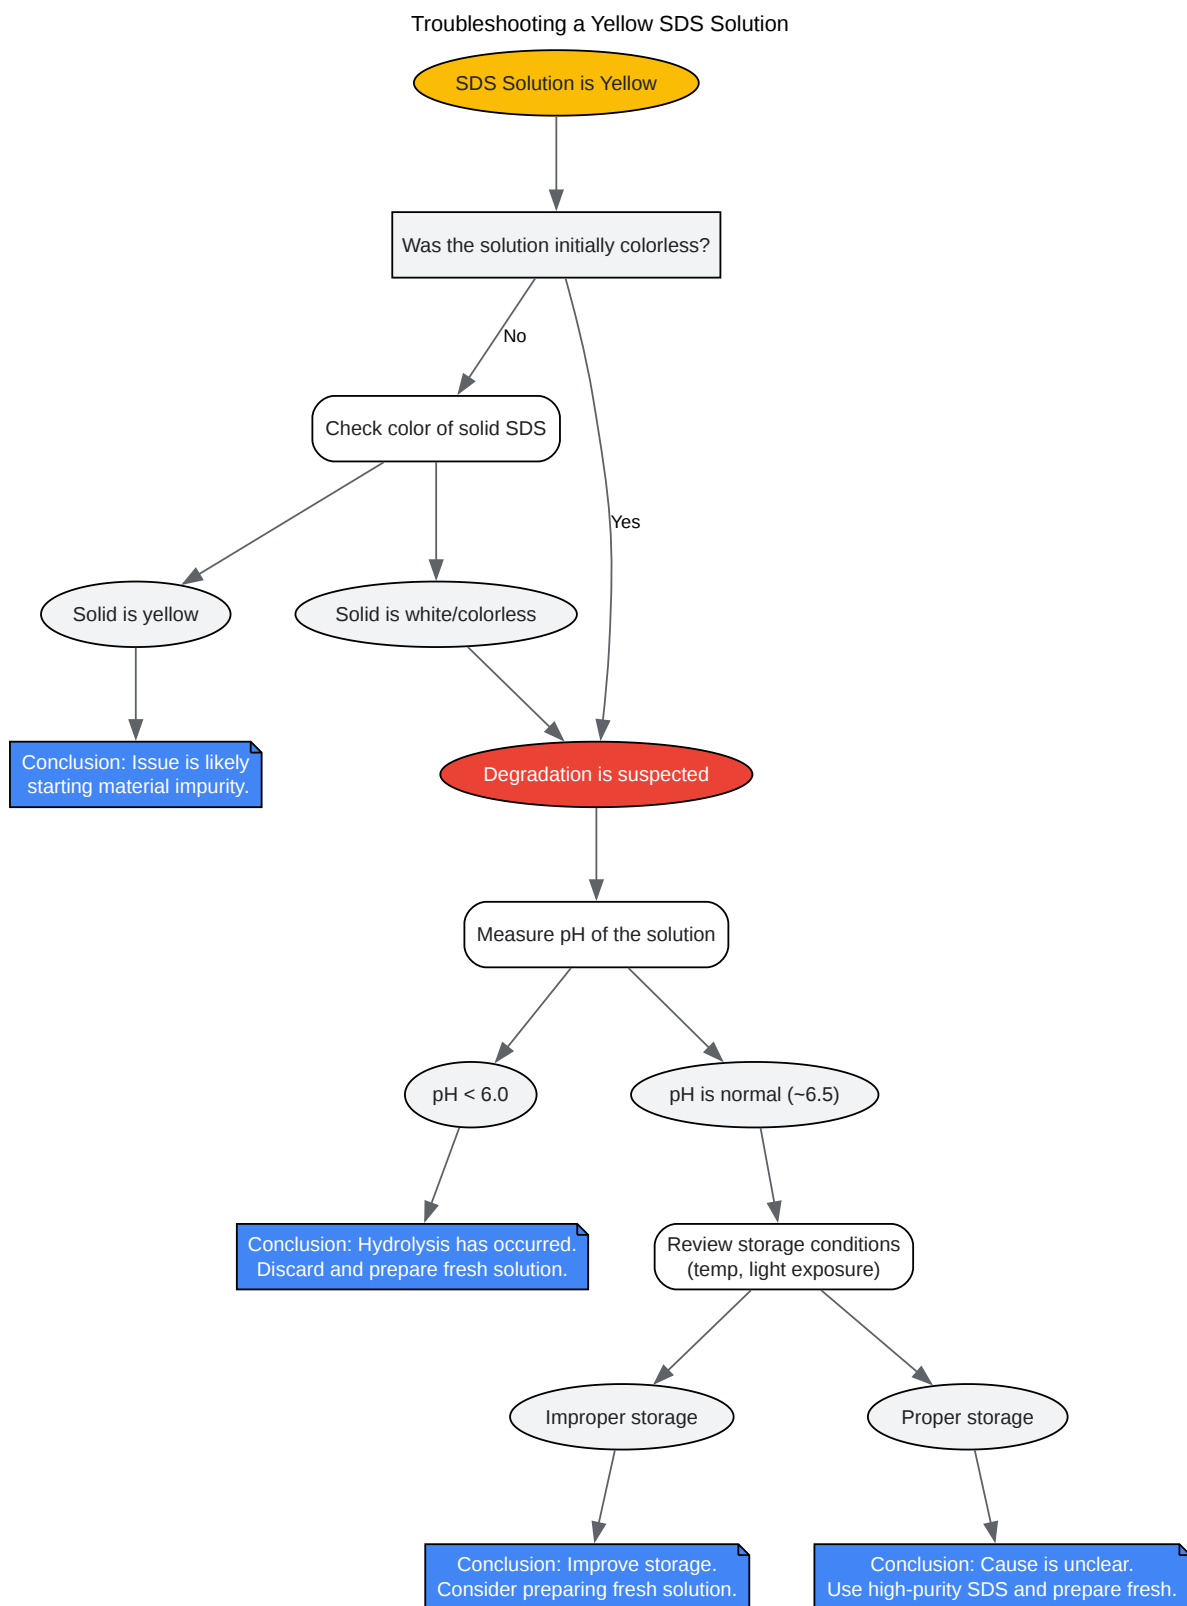 Troubleshooting a Yellow SDS Solution
SDS Solution is Yellow
Was the solution initially colorless?
No
Check color of solid SDS
Yes
Solid is yellow
Solid is white/colorless
Conclusion: Issue is likely
starting material impurity.
Degradation is suspected
Measure pH of the solution
pH < 6.0
pH is normal (~6.5)
Conclusion: Hydrolysis has occurred.
Discard and prepare fresh solution.
Review storage conditions
(temp, light exposure)
Improper storage
Proper storage
Conclusion: Improve storage.
Consider preparing fresh solution.
Conclusion: Cause is unclear.
Use high-purity SDS and prepare fresh.